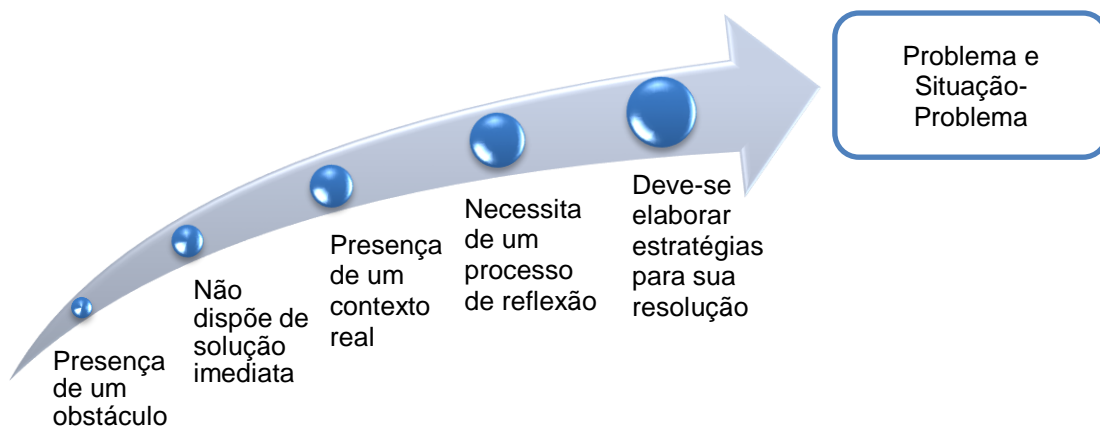 Presença
de um
obstáculo
Não
dispõe de
solução
imediata
Presença
de um
contexto
real
Necessita
de um
processo
de reflexão
Deve-se
elaborar
estratégias
para sua
resolução
Problema e
Situação-
Problema